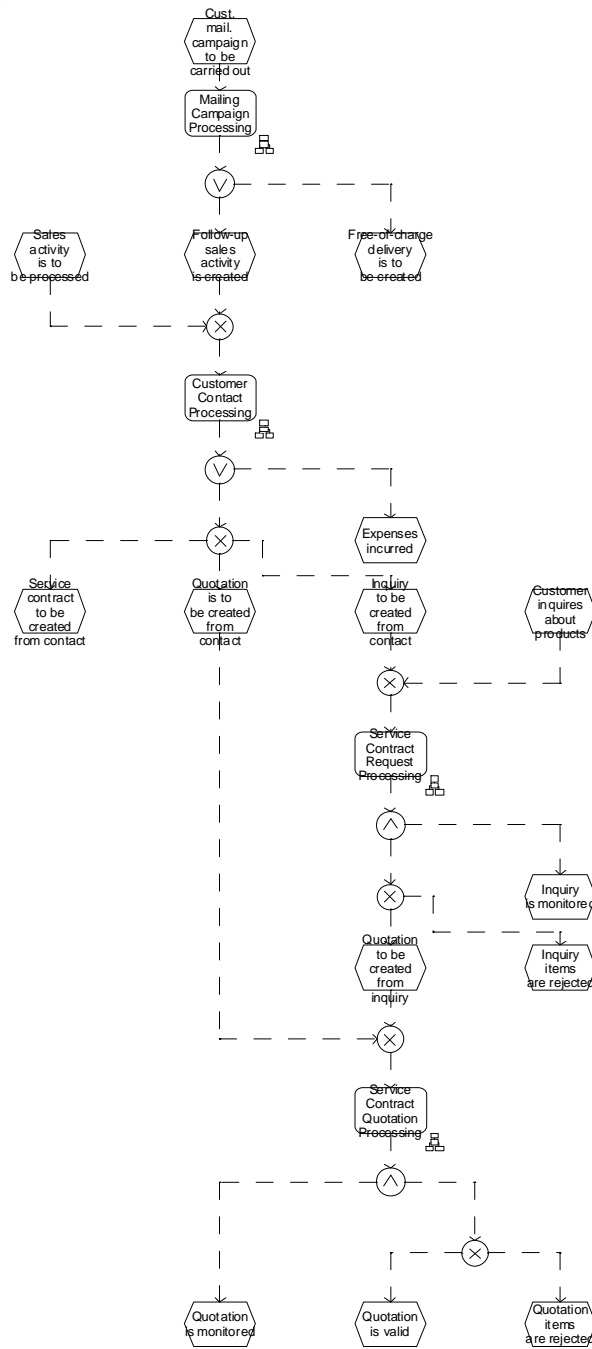 Cust.
mail.
campaign
to be
carried out
Mailing
Campaign
Processing
Sales
activity
is to
be processed
Follow-up
sales
activity
is created
Free-of-charge
delivery
is to
be created
Customer
Contact
Processing
Expenses
incurred
Service
contract
to be
created
from contact
Quotation
is to
be created
from
contact
Inquiry
to be
created
from
contact
Customer
inquires
about
products
Service
Contract
Request
Processing
Inquiry
is monitored
Quotation
to be
created
from
inquiry
Inquiry
items
are rejected
Service
Contract
Quotation
Processing
Quotation
is monitored
Quotation
is valid
Quotation
items
are rejected